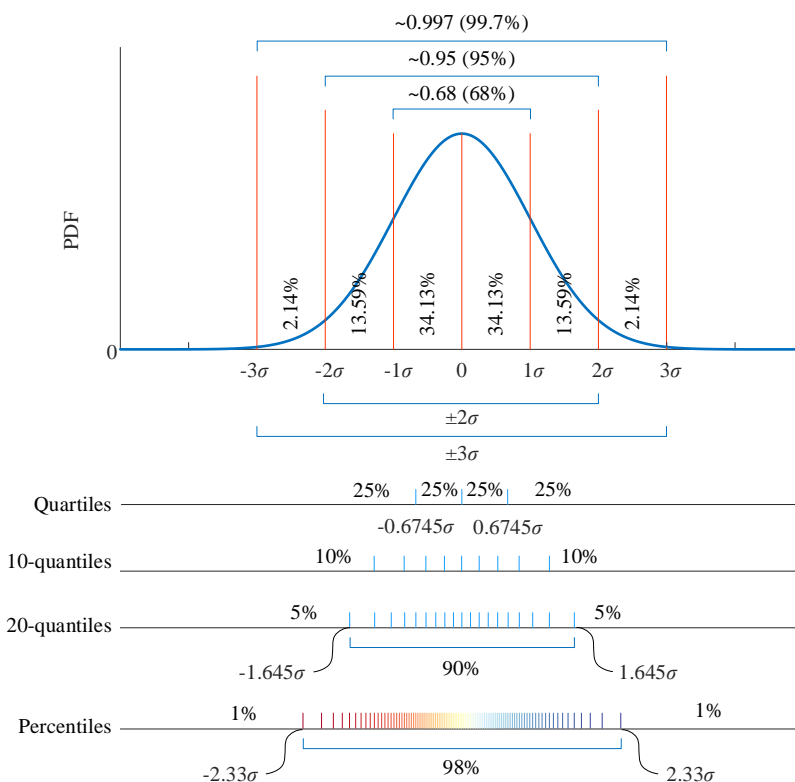 ~0.997 (99.7%)
~0.95 (95%)
~0.68 (68%)
PDF
2.14% 13.59% 34.13% 34.13% 13.59% 2.14%
0
-3σ -2σ -1σ 0 1σ 2σ 3σ
±2σ
±3σ
25% 25% 25% 25%
Quartiles
-0.6745σ 0.6745σ
10% 10%
10-quantiles
5% 5%
20-quantiles
-1.645σ 90% 1.645σ
1% 1%
Percentiles
-2.33σ 98% 2.33σ